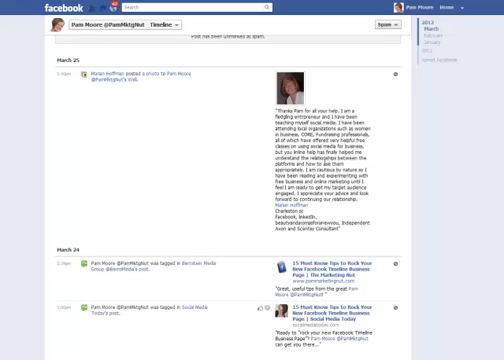 facebook
Search
Pam Moore
Home
Pam Moore @PamMktgNut
Timeline
Spam
2012
March
February
January
2011
Post has been unmarked as spam.
March 25
Marian Hoffman posted a photo to Pam Moore
@PamMktgNut's Wall.
"Thanks Pam for all your help. I am a
fledgling entrepreneur and I have been
teaching myself social media. I have been
attending local organizations such as women
in business, CORE, Fundraising professionals,
all of which have offered very helpful free
classes on using social media for business,
but you inline help has finally helped me
understand the relationships between the
platforms and how to use them
appropriately. I am cautious by nature so I
have been reading and experimenting with
free business and online marketing until I
feel I am ready to get my target audience
engaged. I appreciate your advice and look
forward to continuing our relationship.
Marian Hoffman
Charleston sc
Facebook, linkedin,
beautyandaromasforanewyou, Independent
Avon and Scentsy Consultant"
March 24
Pam Moore @PamMktgNut was tagged in Bernstein Media
Group @BernsMedia's post.
15 Must Know Tips to Rock Your
New Facebook Timeline Business
Page | The Marketing Nut
www.pammarketingnut.com
"Great, useful tips from the great Pam
Moore @PamMktgNut! "
Pam Moore @PamMktgNut was tagged in Social Media
Today's post.
15 Must Know Tips to Rock Your
New Facebook Timeline Business
Page | Social Media Today
socialmediatoday.com
"Ready to "rock your new Facebook Timeline
Business Page"? Pam Moore @PamMktgNut
can get you there...